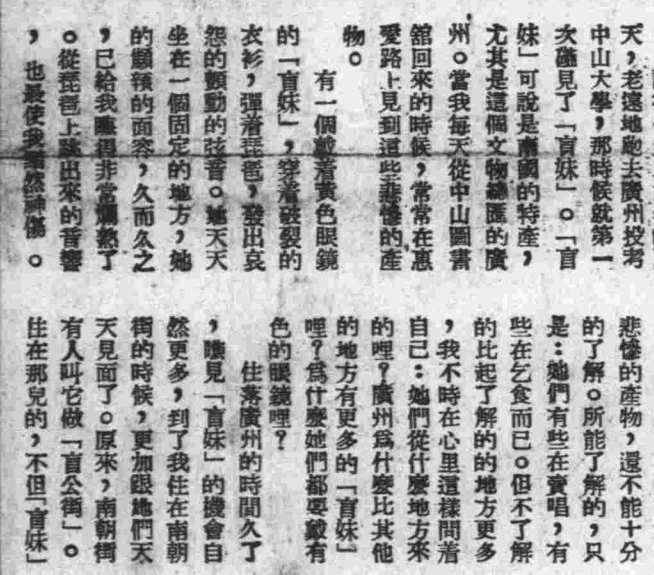 天，老遠地跑去廣州投考
中山大學，那時候就第一
次碰見了「盲妹」。「盲
妹」可說是南國的特產，
尤其是這個文物總匯的廣
州。當我每天從中山圖書
舘回來的時候，常常在惠
愛路上見到這些悲慘的產
物。
有一個戴着黃色眼鏡
的「盲妹」，穿着破裂的
衣衫，彈着琵琶，發出哀
怨的顫動的弦音。她天天
坐在一個固定的地方，她
的顦顇的面容，久而久之
，已給我瞧得非常爛熟了
。從琵琶上跳出來的音響
，也最使我然神傷。
悲慘的產物，還不能十分
的了解。所能了解的，只
是：她們有些在賣唱，有
些在乞食而已。但不了解
的比起了解的的地方更多
，我不時在心里這樣問着
自己：她們從什麼地方來
的哩？廣州爲什麼比其他
的地方有更多的「盲妹」
哩？爲什麼她們都要戴有
色的眼鏡哩？
住落廣州的時間久了
，瞧見「盲妹」的機會自
然更多，到了我住在南朝
街的時候，更加跟她們天
天見面了。原來，南朝街
有人叫它做「盲公街」。
住在那兒的，不但「盲妹」